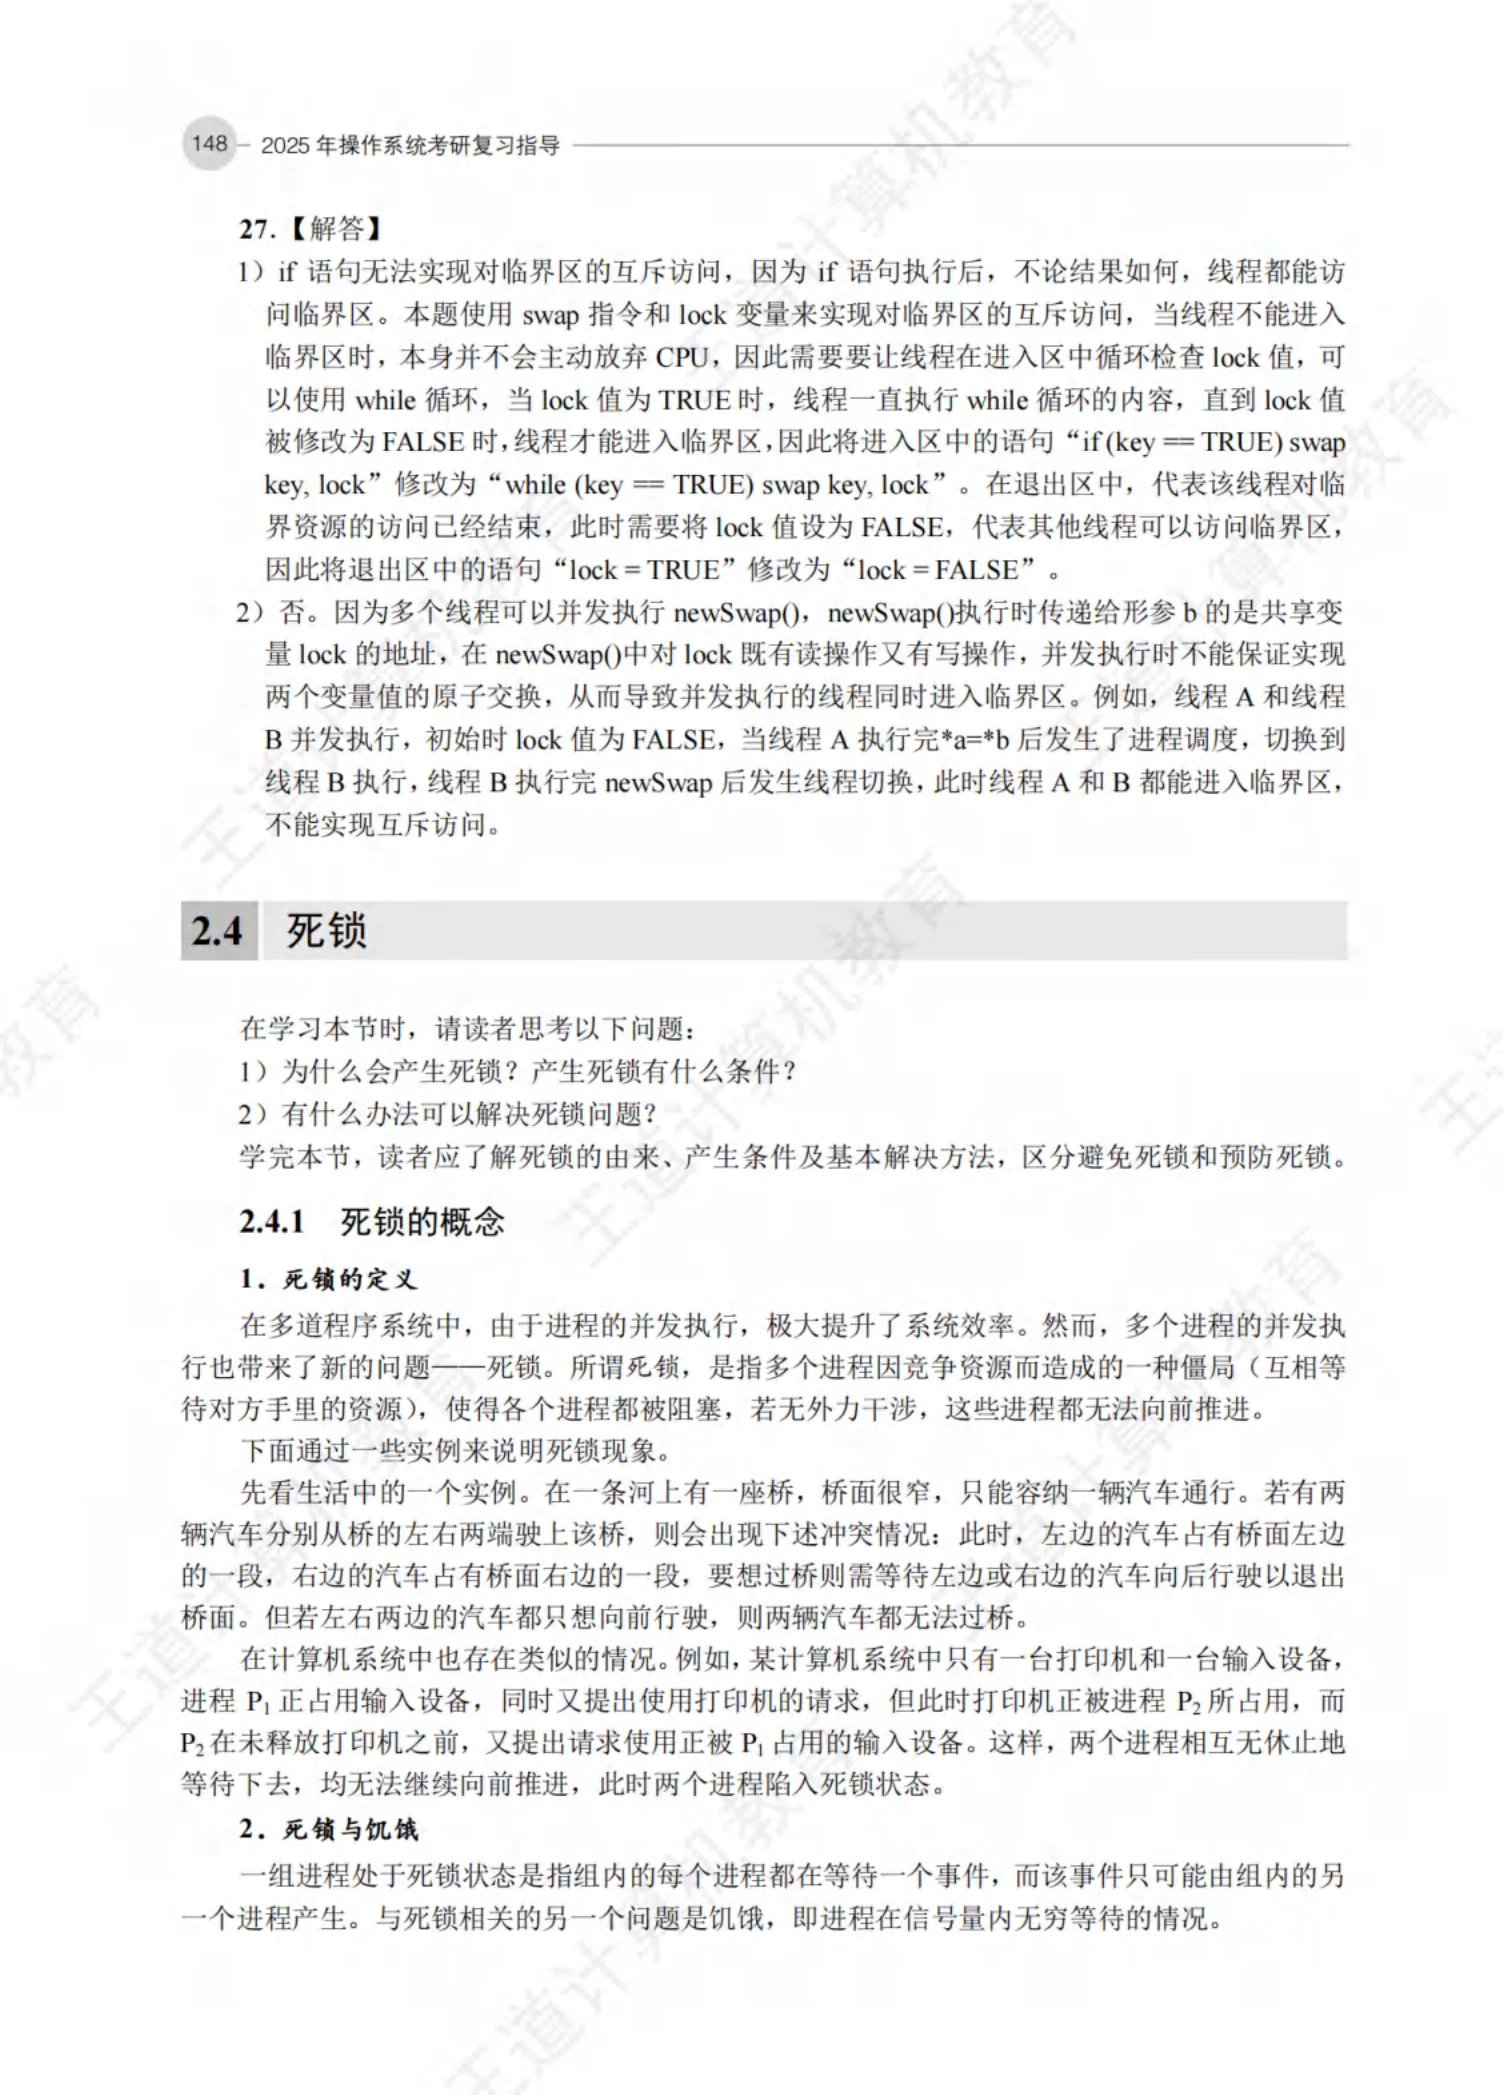 148 2025 年操作系统考研复习指导
27.【解答】
1）if 语句无法实现对临界区的互斥访问，因为 if 语句执行后，不论结果如何，线程都能访
问临界区。本题使用 swap 指令和 lock 变量来实现对临界区的互斥访问，当线程不能进入
临界区时，本身并不会主动放弃 CPU，因此需要要让线程在进入区中循环检查 lock 值，可
以使用 while 循环，当 lock 值为 TRUE 时，线程一直执行 while 循环的内容，直到 lock 值
被修改为 FALSE 时，线程才能进入临界区，因此将进入区中的语句“if (key == TRUE) swap
key, lock”修改为“while (key == TRUE) swap key, lock”。在退出区中，代表该线程对临
界资源的访问已经结束，此时需要将 lock 值设为 FALSE，代表其他线程可以访问临界区，
因此将退出区中的语句“lock = TRUE”修改为“lock = FALSE”。
2）否。因为多个线程可以并发执行 newSwap()，newSwap()执行时传递给形参 b 的是共享变
量 lock 的地址，在 newSwap()中对 lock 既有读操作又有写操作，并发执行时不能保证实现
两个变量值的原子交换，从而导致并发执行的线程同时进入临界区。例如，线程 A 和线程
B 并发执行，初始时 lock 值为 FALSE，当线程 A 执行完*a=*b 后发生了进程调度，切换到
线程 B 执行，线程 B 执行完 newSwap 后发生线程切换，此时线程 A 和 B 都能进入临界区，
不能实现互斥访问。
2.4 死锁
在学习本节时，请读者思考以下问题：
1）为什么会产生死锁？产生死锁有什么条件？
2）有什么办法可以解决死锁问题？
学完本节，读者应了解死锁的由来、产生条件及基本解决方法，区分避免死锁和预防死锁。
2.4.1 死锁的概念
1．死锁的定义
在多道程序系统中，由于进程的并发执行，极大提升了系统效率。然而，多个进程的并发执
行也带来了新的问题——死锁。所谓死锁，是指多个进程因竞争资源而造成的一种僵局（互相等
待对方手里的资源），使得各个进程都被阻塞，若无外力干涉，这些进程都无法向前推进。
下面通过一些实例来说明死锁现象。
先看生活中的一个实例。在一条河上有一座桥，桥面很窄，只能容纳一辆汽车通行。若有两
辆汽车分别从桥的左右两端驶上该桥，则会出现下述冲突情况：此时，左边的汽车占有桥面左边
的一段，右边的汽车占有桥面右边的一段，要想过桥则需等待左边或右边的汽车向后行驶以退出
桥面。但若左右两边的汽车都只想向前行驶，则两辆汽车都无法过桥。
在计算机系统中也存在类似的情况。例如，某计算机系统中只有一台打印机和一台输入设备，
进程 P₁ 正占用输入设备，同时又提出使用打印机的请求，但此时打印机正被进程 P₂ 所占用，而
P₂ 在未释放打印机之前，又提出请求使用正被 P₁ 占用的输入设备。这样，两个进程相互无休止地
等待下去，均无法继续向前推进，此时两个进程陷入死锁状态。
2．死锁与饥饿
一组进程处于死锁状态是指组内的每个进程都在等待一个事件，而该事件只可能由组内的另
一个进程产生。与死锁相关的另一个问题是饥饿，即进程在信号量内无穷等待的情况。
王道计算机教育